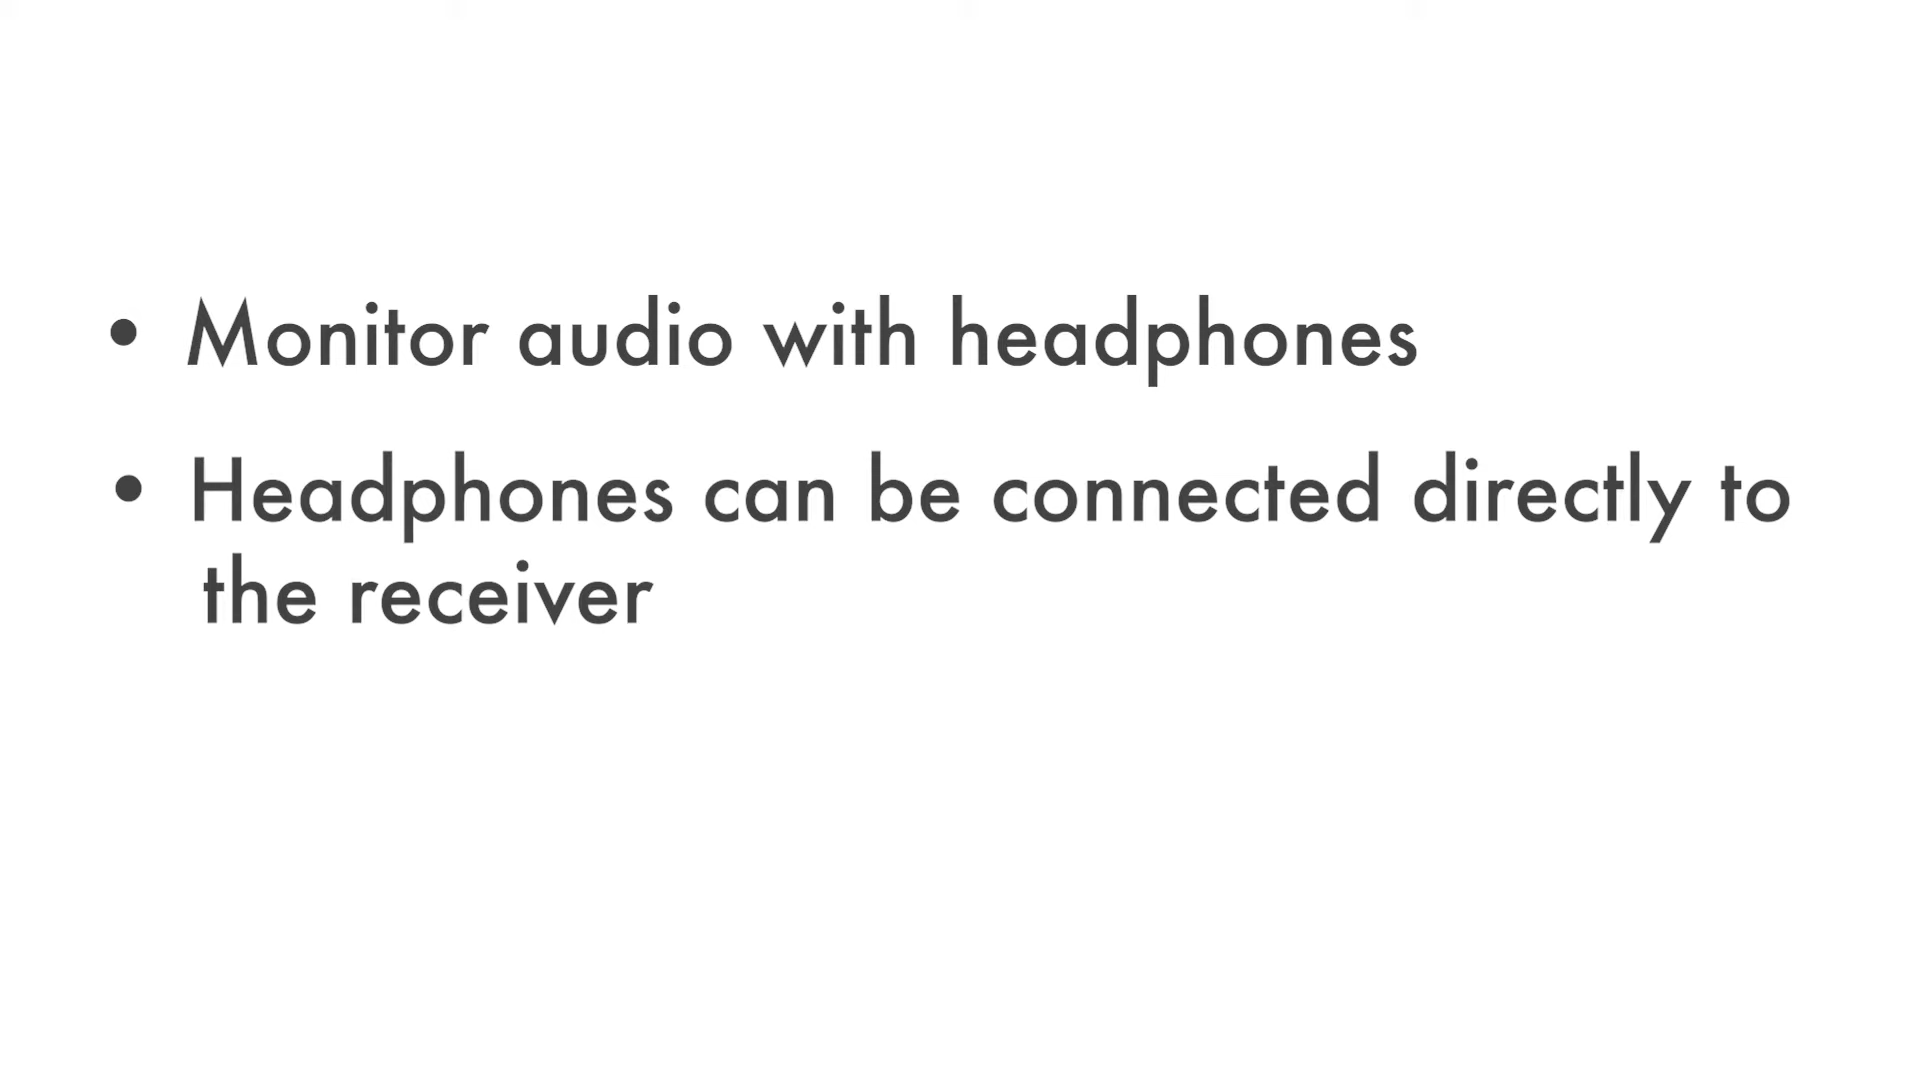 • Monitor audio with headphones
• Headphones can be connected directly to
the receiver